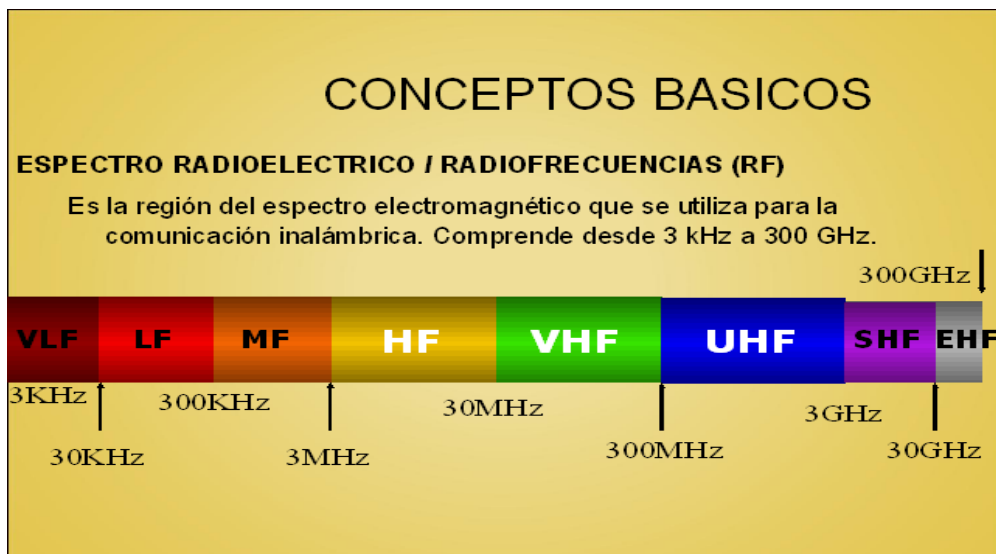 CONCEPTOS BASICOS
ESPECTRO RADIOELECTRICO / RADIOFRECUENCIAS (RF)
Es la región del espectro electromagnético que se utiliza para la
comunicación inalámbrica. Comprende desde 3 kHz a 300 GHz.
300GHz
VLF LF MF HF VHF UHF SHF EHF
3KHz 300KHz 30MHz 3GHz
30KHz 3MHz 300MHz 30GHz